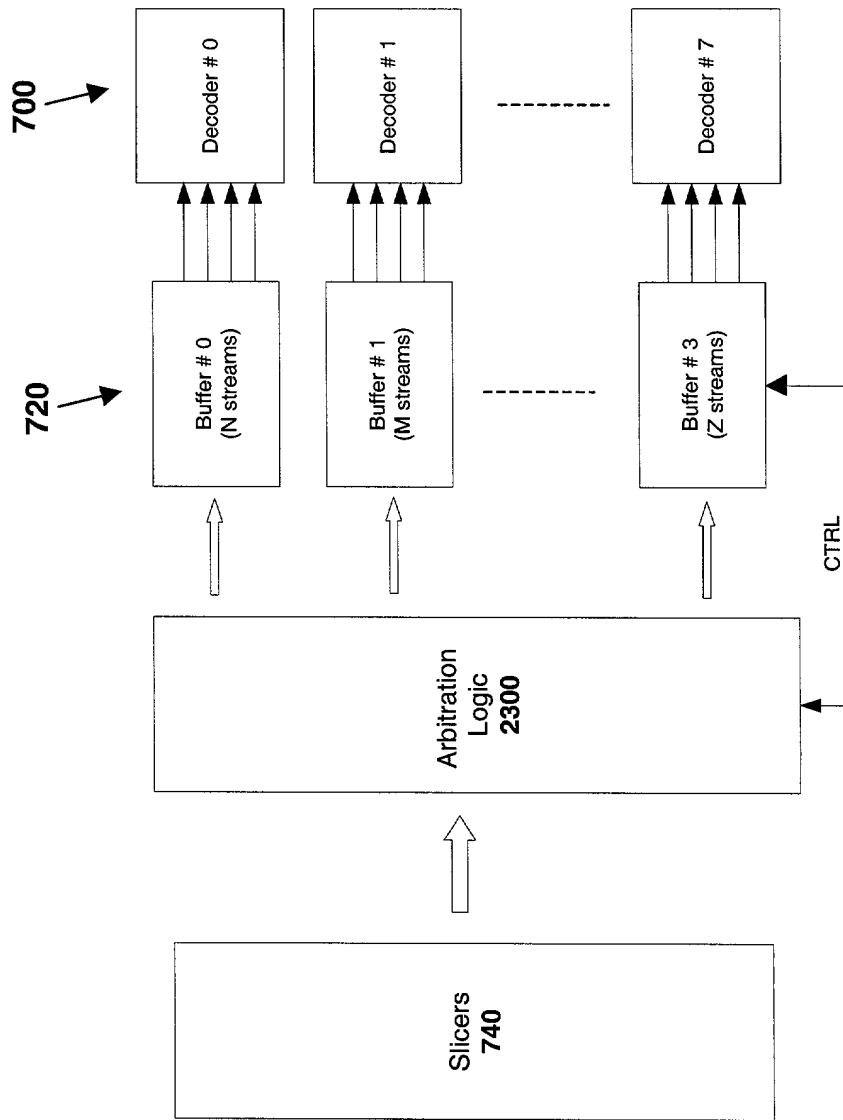 Slicers
740
Arbitration
Logic
2300
CTRL
720
Buffer # 0
(N streams)
Buffer # 1
(M streams)
Buffer # 3
(Z streams)
700
Decoder # 0
Decoder # 1
Decoder # 7